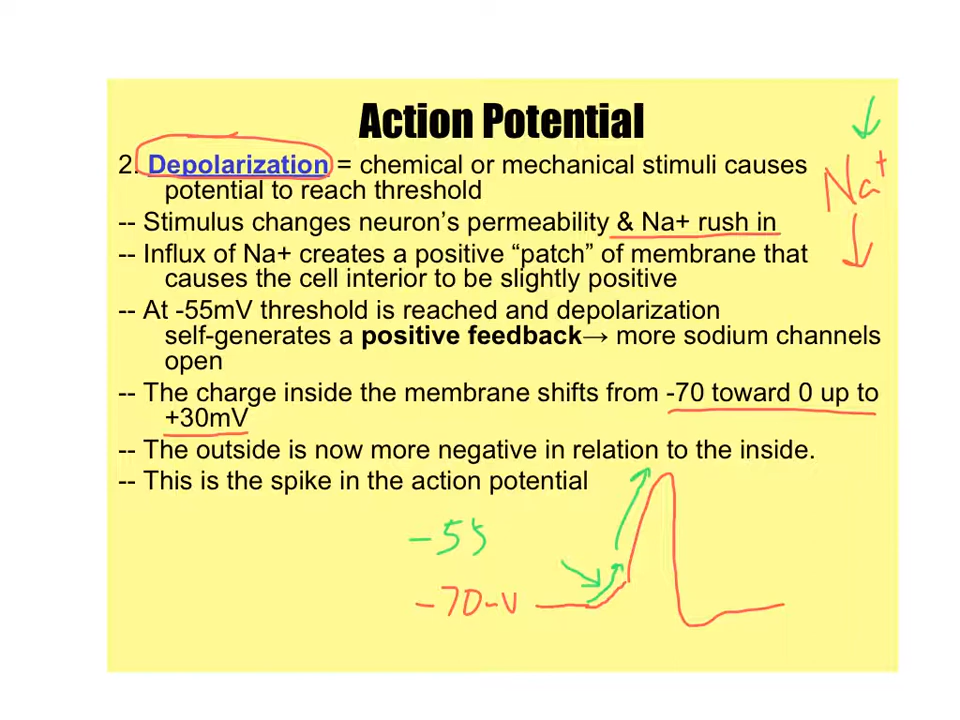 Action Potential
2. Depolarization = chemical or mechanical stimuli causes
potential to reach threshold
-- Stimulus changes neuron's permeability & Na+ rush in
-- Influx of Na+ creates a positive “patch” of membrane that
causes the cell interior to be slightly positive
-- At -55mV threshold is reached and depolarization
self-generates a positive feedback→ more sodium channels
open
-- The charge inside the membrane shifts from -70 toward 0 up to
+30mV
-- The outside is now more negative in relation to the inside.
-- This is the spike in the action potential
Na+
-55
-70mV